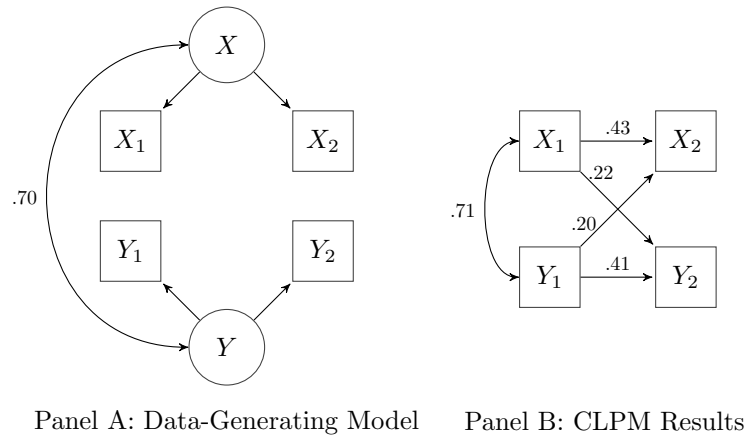 X
X1 X2
.70
Y1 Y2
Y
Panel A: Data-Generating Model
X1 .43 X2
.22
.71
.20
Y1 .41 Y2
Panel B: CLPM Results